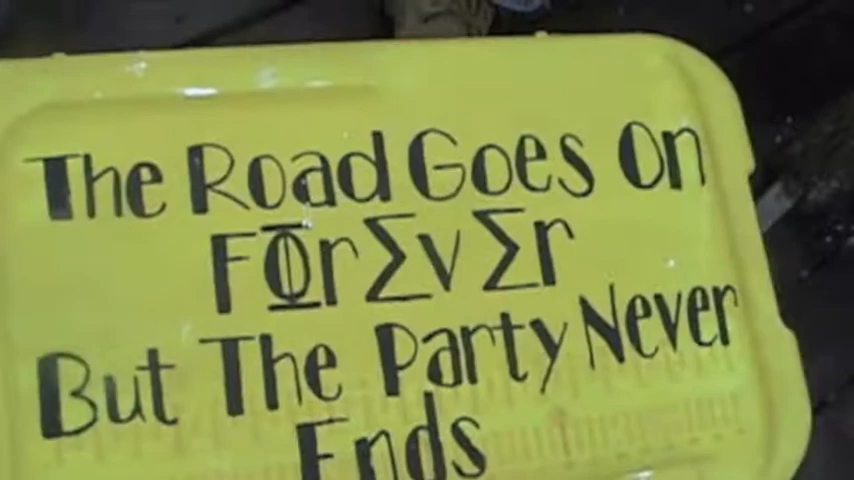 The Road Goes On
FΦrΣvΣr
But The Party Never
Ends